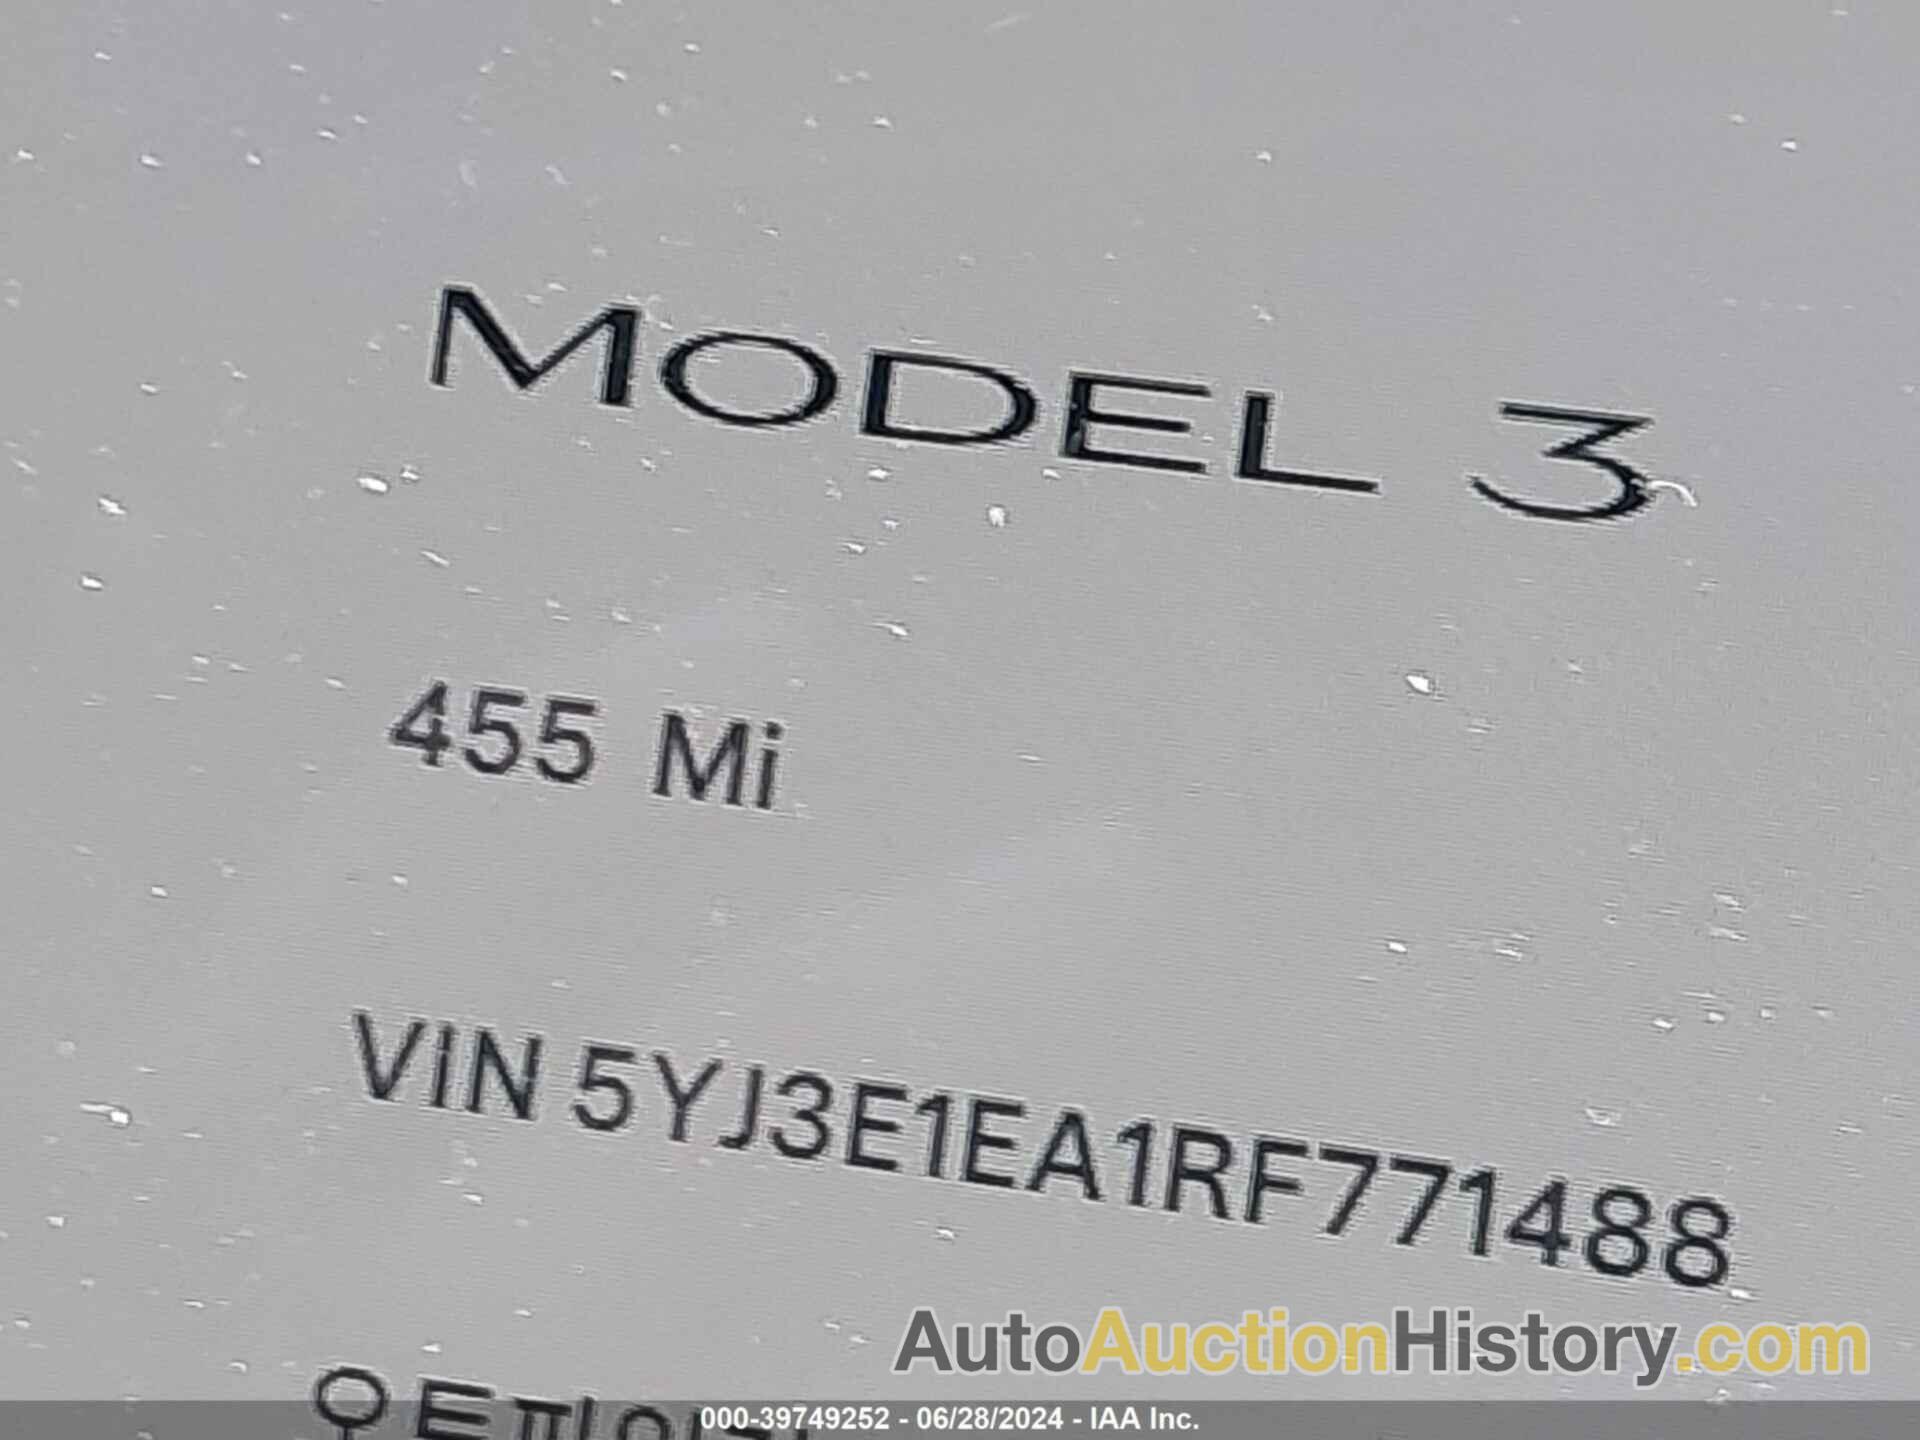 MODEL 3
455 Mi
VIN 5YJ3E1EA1RF771488
AutoAuctionHistory.com
000-39749252 - 06/28/2024 - IAA Inc.